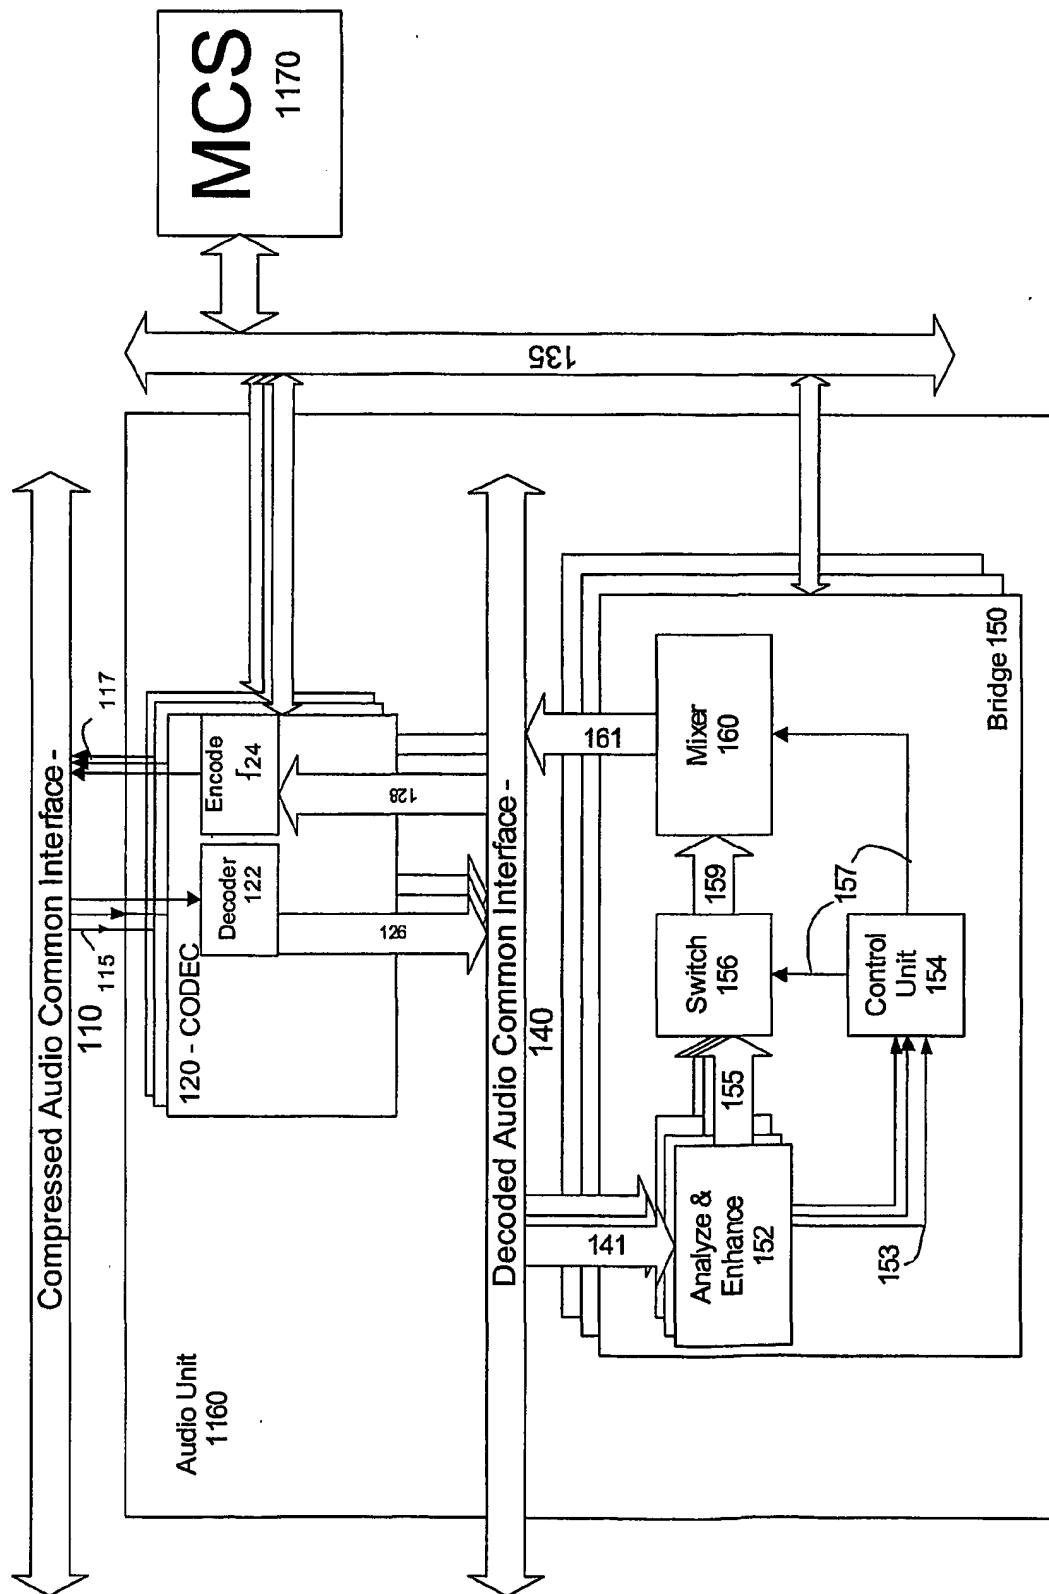 Compressed Audio Common Interface -
110
115
117
Audio Unit
1160
120 - CODEC
Decoder
122
Encode
124
126
128
MCS
1170
135
Decoded Audio Common Interface -
140
141
161
Analyze &
Enhance
152
155
Switch
156
159
Mixer
160
153
Control
Unit
154
157
Bridge 150